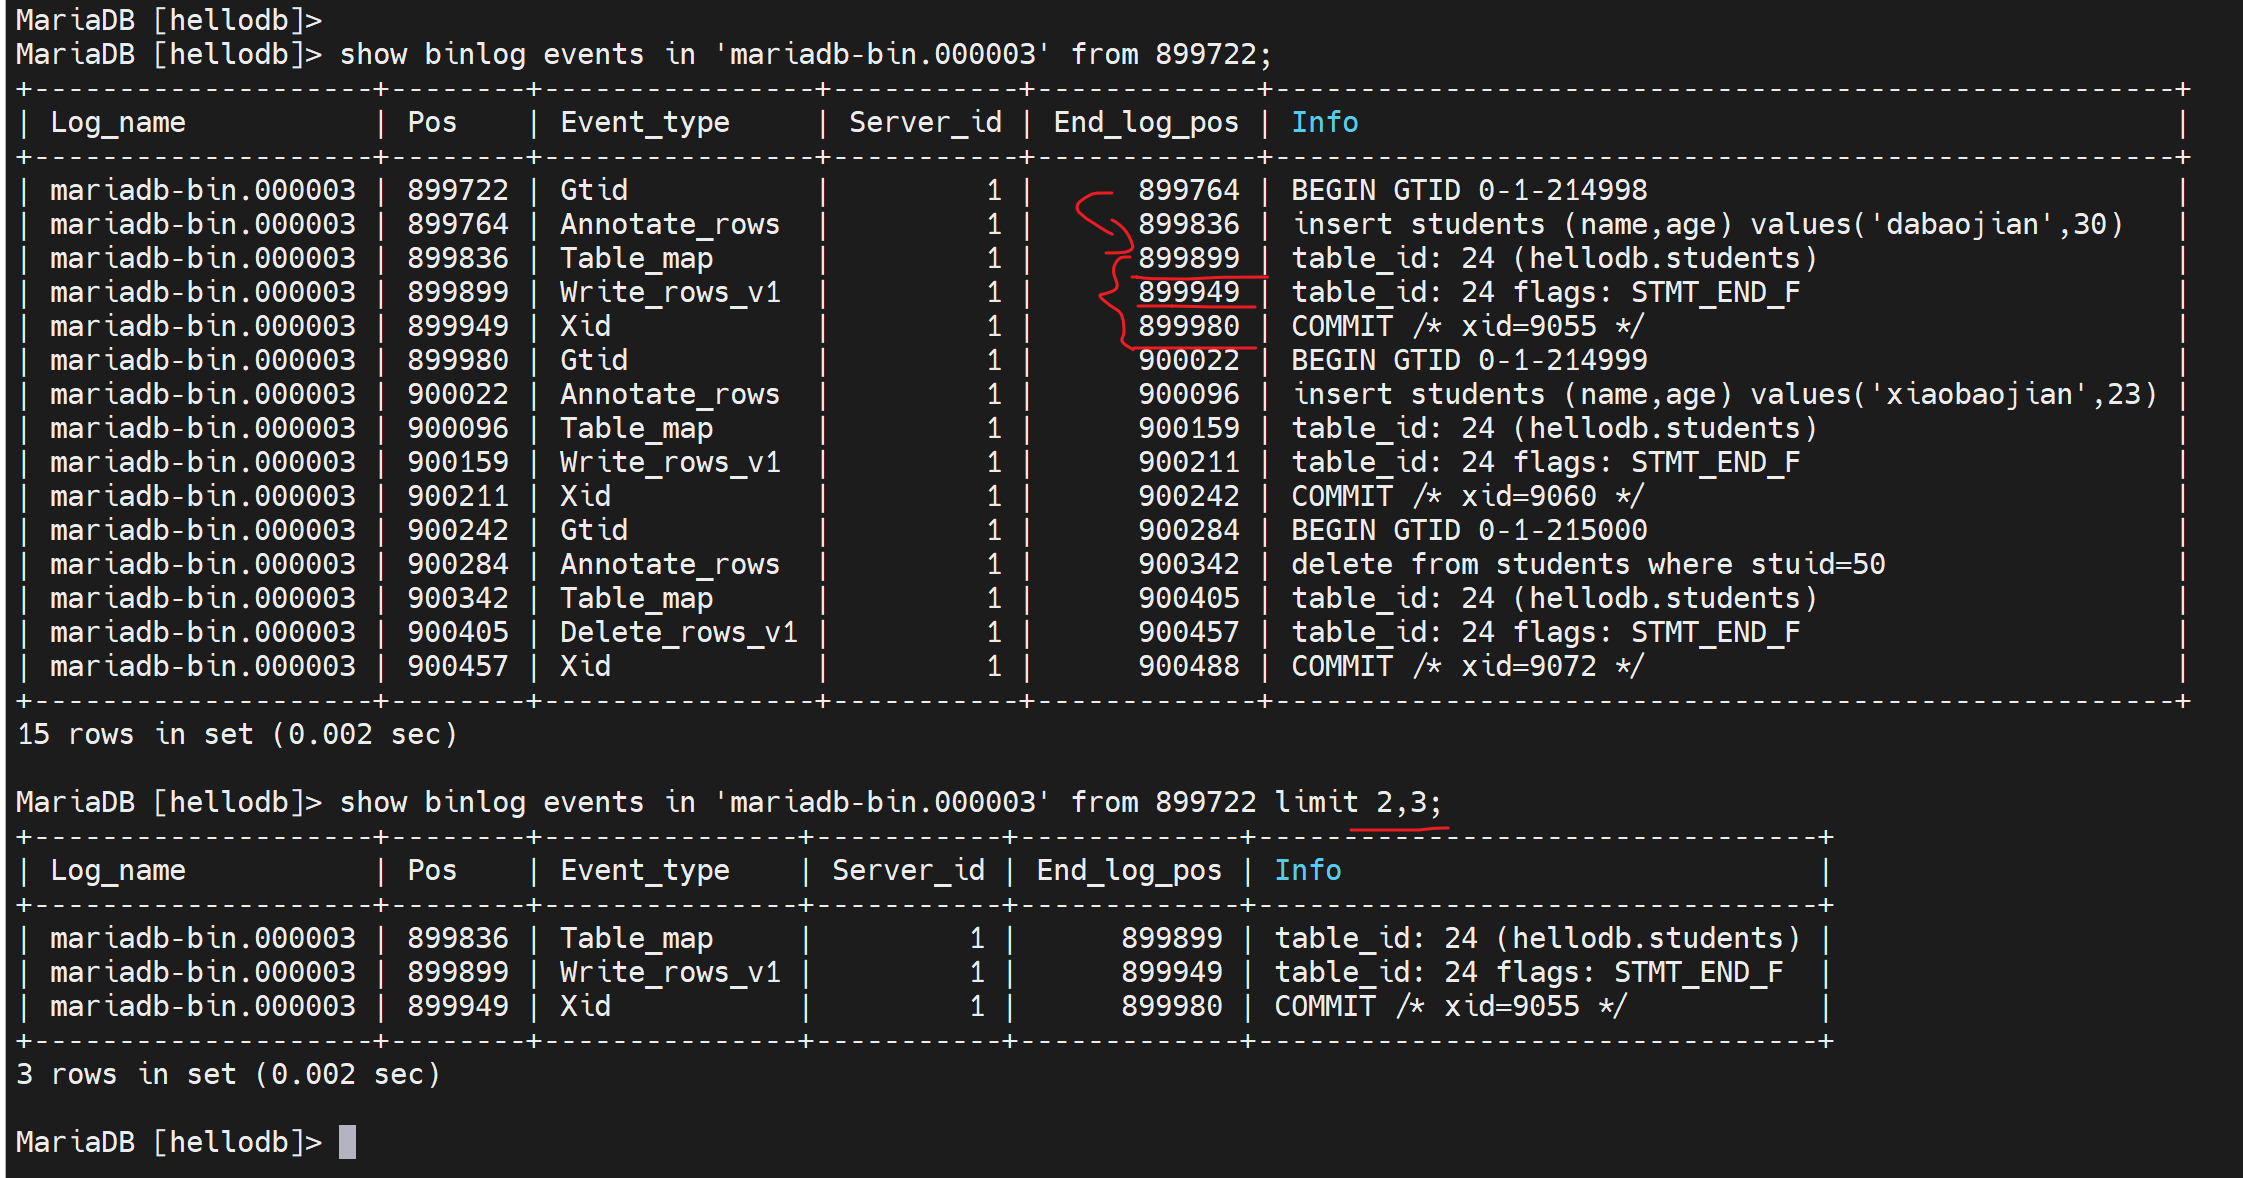 MariaDB [hellodb]>
MariaDB [hellodb]> show binlog events in 'mariadb-bin.000003' from 899722;
+--------------------+--------+----------------+-----------+-------------+-----------------------------------------------------+
| Log_name           | Pos    | Event_type     | Server_id | End_log_pos | Info                                                |
+--------------------+--------+----------------+-----------+-------------+-----------------------------------------------------+
| mariadb-bin.000003 | 899722 | Gtid           |         1 |      899764 | BEGIN GTID 0-1-214998                               |
| mariadb-bin.000003 | 899764 | Annotate_rows  |         1 |      899836 | insert students (name,age) values('dabaojian',30)   |
| mariadb-bin.000003 | 899836 | Table_map      |         1 |      899899 | table_id: 24 (hellodb.students)                     |
| mariadb-bin.000003 | 899899 | Write_rows_v1  |         1 |      899949 | table_id: 24 flags: STMT_END_F                      |
| mariadb-bin.000003 | 899949 | Xid            |         1 |      899980 | COMMIT /* xid=9055 */                               |
| mariadb-bin.000003 | 899980 | Gtid           |         1 |      900022 | BEGIN GTID 0-1-214999                               |
| mariadb-bin.000003 | 900022 | Annotate_rows  |         1 |      900096 | insert students (name,age) values('xiaobaojian',23) |
| mariadb-bin.000003 | 900096 | Table_map      |         1 |      900159 | table_id: 24 (hellodb.students)                     |
| mariadb-bin.000003 | 900159 | Write_rows_v1  |         1 |      900211 | table_id: 24 flags: STMT_END_F                      |
| mariadb-bin.000003 | 900211 | Xid            |         1 |      900242 | COMMIT /* xid=9060 */                               |
| mariadb-bin.000003 | 900242 | Gtid           |         1 |      900284 | BEGIN GTID 0-1-215000                               |
| mariadb-bin.000003 | 900284 | Annotate_rows  |         1 |      900342 | delete from students where stuid=50                 |
| mariadb-bin.000003 | 900342 | Table_map      |         1 |      900405 | table_id: 24 (hellodb.students)                     |
| mariadb-bin.000003 | 900405 | Delete_rows_v1 |         1 |      900457 | table_id: 24 flags: STMT_END_F                      |
| mariadb-bin.000003 | 900457 | Xid            |         1 |      900488 | COMMIT /* xid=9072 */                               |
+--------------------+--------+----------------+-----------+-------------+-----------------------------------------------------+
15 rows in set (0.002 sec)
MariaDB [hellodb]> show binlog events in 'mariadb-bin.000003' from 899722 limit 2,3;
+--------------------+--------+---------------+-----------+-------------+---------------------------------+
| Log_name           | Pos    | Event_type    | Server_id | End_log_pos | Info                            |
+--------------------+--------+---------------+-----------+-------------+---------------------------------+
| mariadb-bin.000003 | 899836 | Table_map     |         1 |      899899 | table_id: 24 (hellodb.students) |
| mariadb-bin.000003 | 899899 | Write_rows_v1 |         1 |      899949 | table_id: 24 flags: STMT_END_F  |
| mariadb-bin.000003 | 899949 | Xid           |         1 |      899980 | COMMIT /* xid=9055 */           |
+--------------------+--------+---------------+-----------+-------------+---------------------------------+
3 rows in set (0.002 sec)
MariaDB [hellodb]>